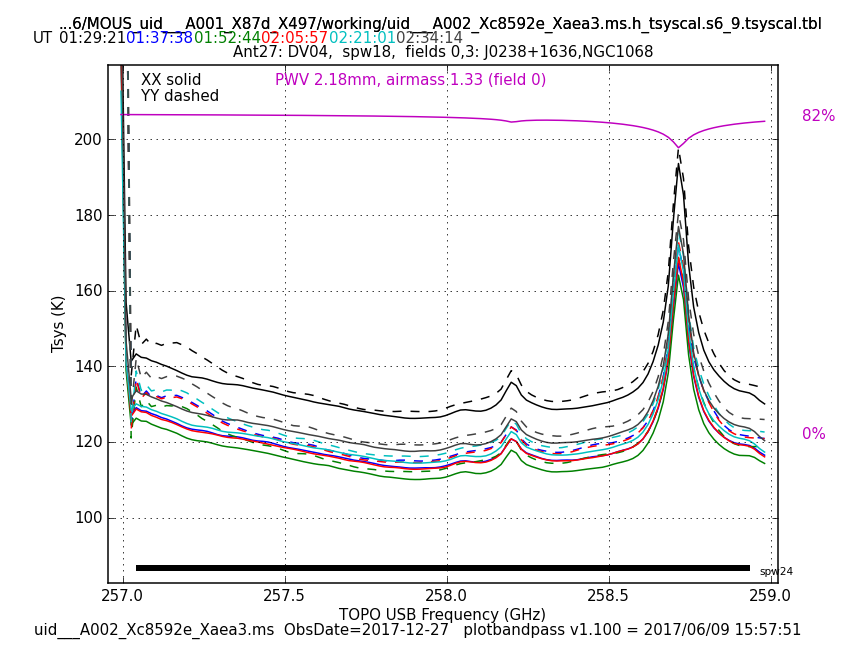 ...6/MOUS_uid___A001_X87d_X497/working/uid___A002_Xc8592e_Xaea3.ms.h_tsyscal.s6_9.tsyscal.tbl
UT 01:29:21 01:37:38 01:52:44 02:05:57 02:21:01 02:34:14
Ant27: DV04,  spw18,  fields 0,3: J0238+1636,NGC1068
XX solid PWV 2.18mm, airmass 1.33 (field 0)
YY dashed
82%
200
180
160
Tsys (K)
140
120
0%
100
spw24
257.0 257.5 258.0 258.5 259.0
TOPO USB Frequency (GHz)
uid___A002_Xc8592e_Xaea3.ms  ObsDate=2017-12-27   plotbandpass v1.100 = 2017/06/09 15:57:51